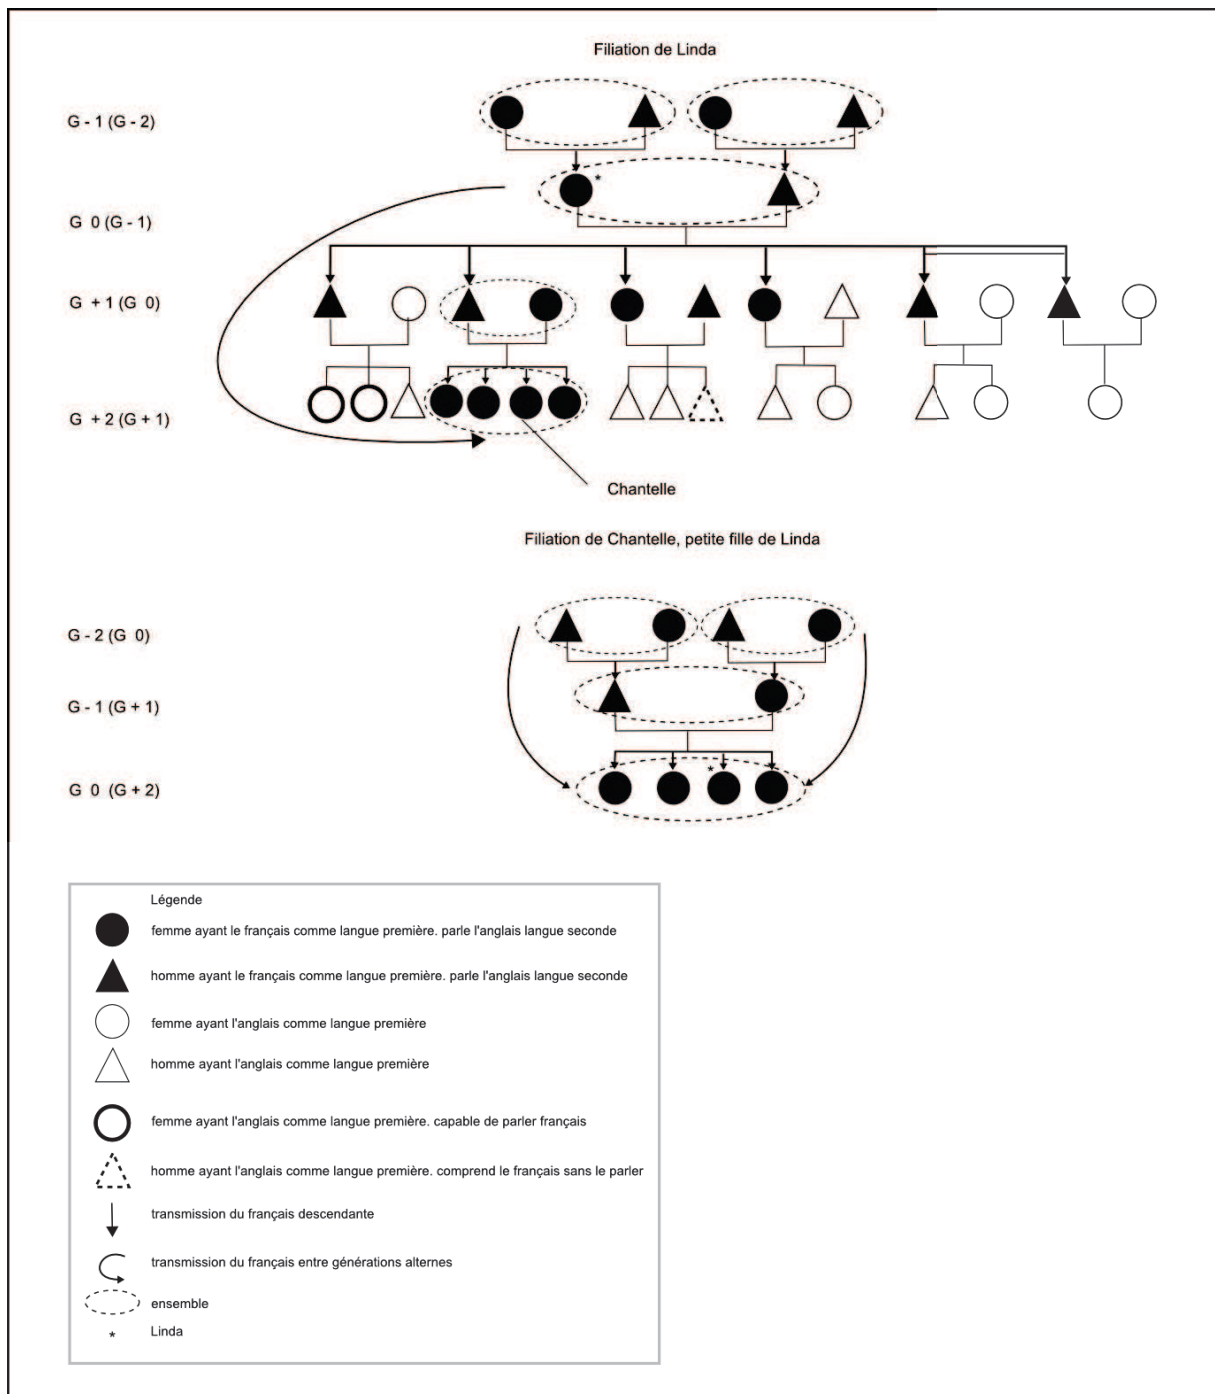 Filiation de Linda
G - 1 (G - 2)
*
G 0 (G - 1)
G + 1 (G 0)
G + 2 (G + 1)
Chantelle
Filiation de Chantelle, petite fille de Linda
G - 2 (G 0)
G - 1 (G + 1)
*
G 0 (G + 2)
Légende
femme ayant le français comme langue première. parle l'anglais langue seconde
homme ayant le français comme langue première. parle l'anglais langue seconde
femme ayant l'anglais comme langue première
homme ayant l'anglais comme langue première
femme ayant l'anglais comme langue première. capable de parler français
homme ayant l'anglais comme langue première. comprend le français sans le parler
transmission du français descendante
transmission du français entre générations alternes
ensemble
* Linda